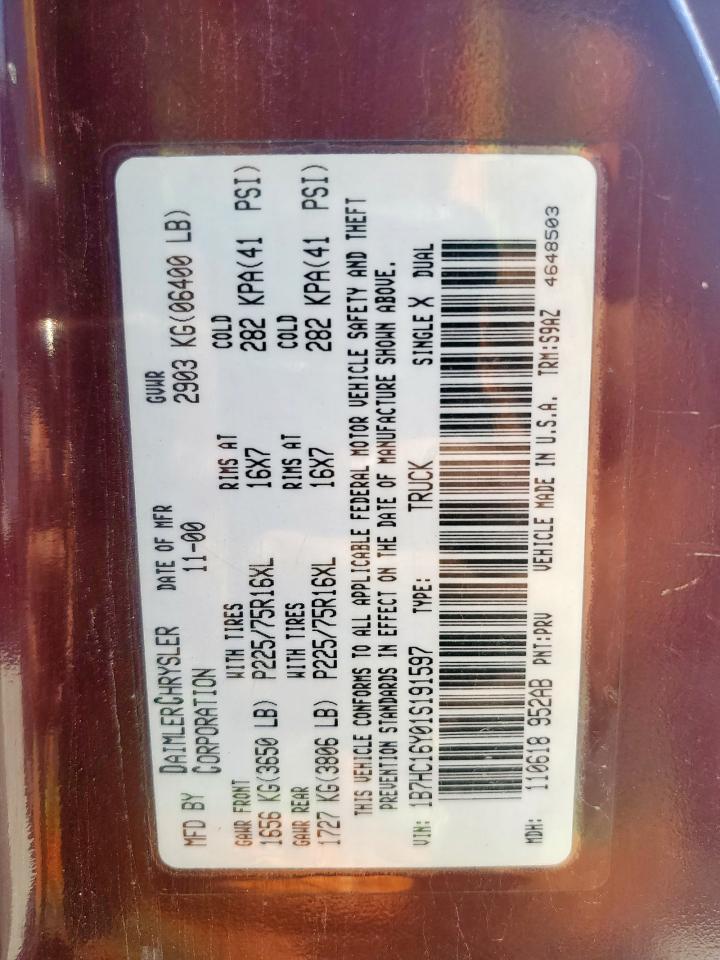 MFD BY DAIMLERCHRYSLER CORPORATION DATE OF MFR 11-00 GVWR 2903 KG(06400 LB)
GAWR FRONT WITH TIRES RIMS AT COLD
1656 KG(3650 LB) P225/75R16XL 16X7 282 KPA(41 PSI)
GAWR REAR WITH TIRES RIMS AT COLD
1727 KG(3806 LB) P225/75R16XL 16X7 282 KPA(41 PSI)
THIS VEHICLE CONFORMS TO ALL APPLICABLE FEDERAL MOTOR VEHICLE SAFETY AND THEFT
PREVENTION STANDARDS IN EFFECT ON THE DATE OF MANUFACTURE SHOWN ABOVE.
VIN: 1B7HC16Y01S191597 TYPE: TRUCK SINGLE X DUAL
MDH: 110618 952AB PNT:PRV VEHICLE MADE IN U.S.A. TRM:S9AZ 4648503